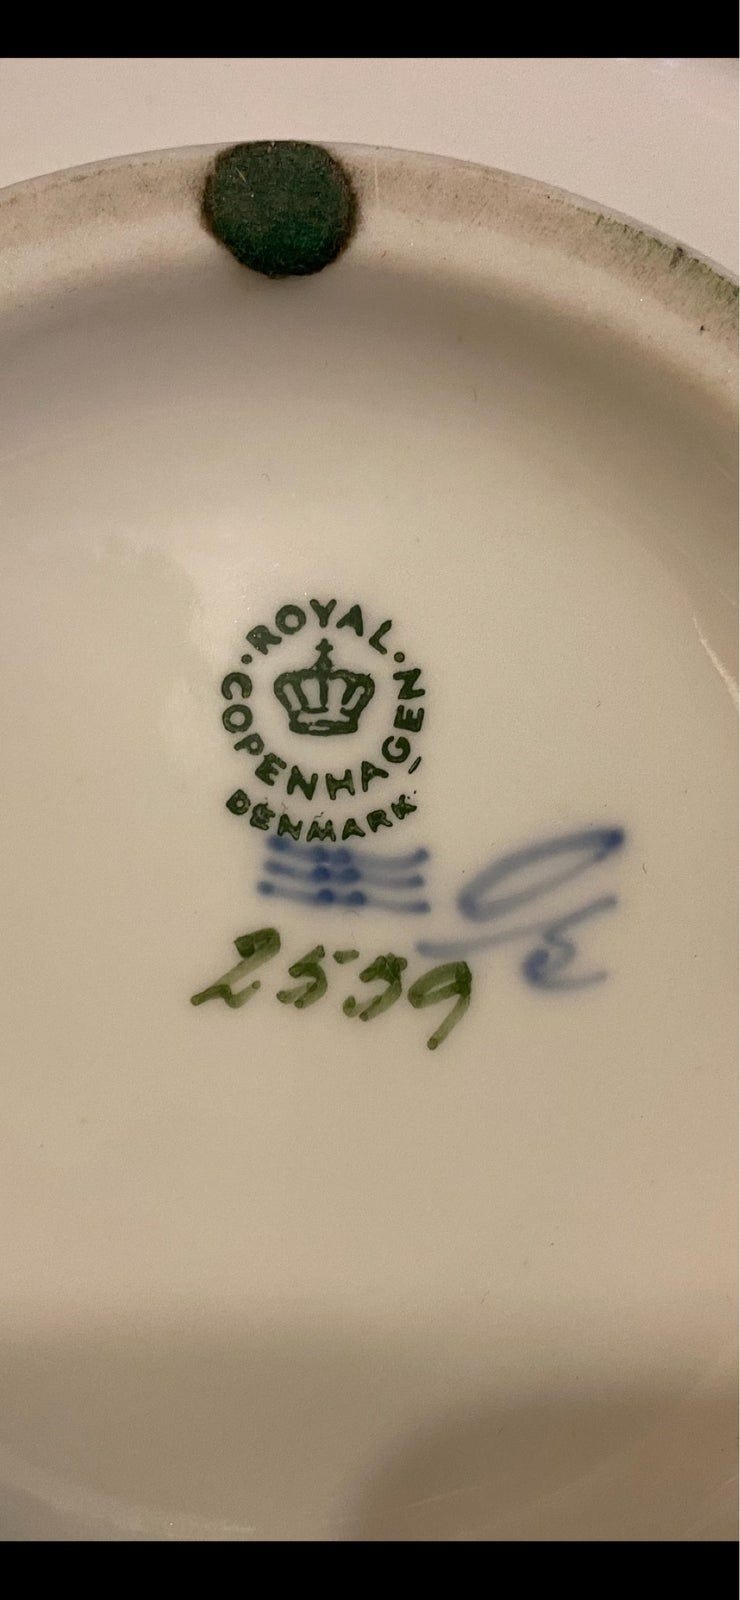 ROYAL
COPENHAGEN
DENMARK
2539